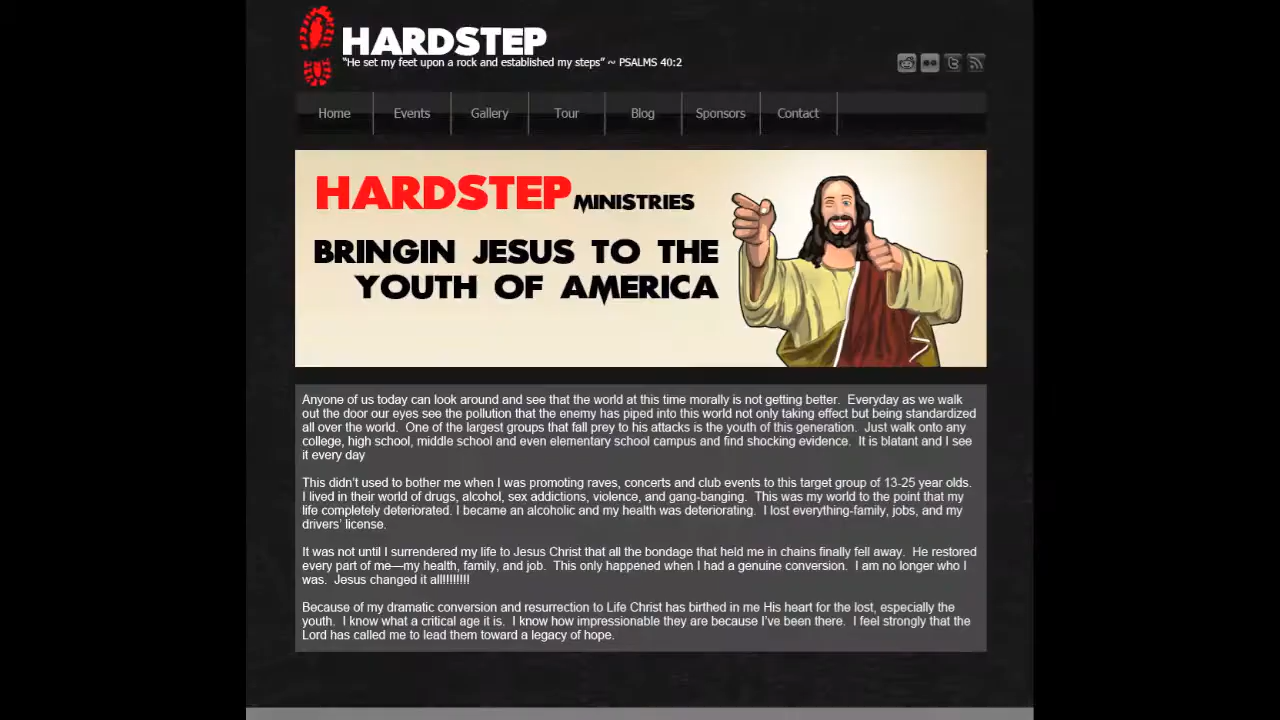 HARDSTEP
“He set my feet upon a rock and established my steps” ~ PSALMS 40:2
Home Events Gallery Tour Blog Sponsors Contact
HARDSTEP MINISTRIES
BRINGIN JESUS TO THE
YOUTH OF AMERICA
Anyone of us today can look around and see that the world at this time morally is not getting better.  Everyday as we walk
out the door our eyes see the pollution that the enemy has piped into this world not only taking effect but being standardized
all over the world.  One of the largest groups that fall prey to his attacks is the youth of this generation.  Just walk onto any
college, high school, middle school and even elementary school campus and find shocking evidence.  It is blatant and I see
it every day
This didn’t used to bother me when I was promoting raves, concerts and club events to this target group of 13-25 year olds.
I lived in their world of drugs, alcohol, sex addictions, violence, and gang-banging.  This was my world to the point that my
life completely deteriorated. I became an alcoholic and my health was deteriorating.  I lost everything-family, jobs, and my
drivers’ license.
It was not until I surrendered my life to Jesus Christ that all the bondage that held me in chains finally fell away.  He restored
every part of me—my health, family, and job.  This only happened when I had a genuine conversion.  I am no longer who I
was.  Jesus changed it all!!!!!!!!!
Because of my dramatic conversion and resurrection to Life Christ has birthed in me His heart for the lost, especially the
youth.  I know what a critical age it is.  I know how impressionable they are because I’ve been there.  I feel strongly that the
Lord has called me to lead them toward a legacy of hope.